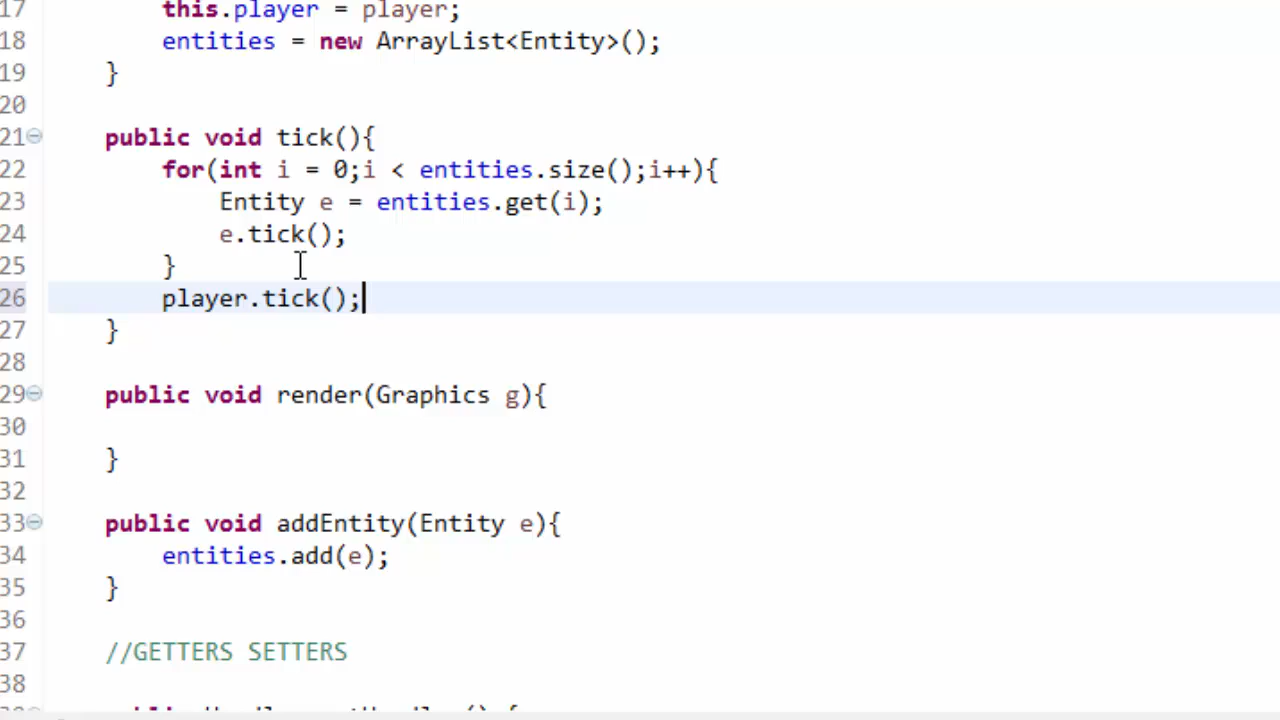 17 this.player = player;
18 entities = new ArrayList<Entity>();
19 }
20
21 public void tick(){
22 for(int i = 0;i < entities.size();i++){
23 Entity e = entities.get(i);
24 e.tick();
25 }
26 player.tick();
27 }
28
29 public void render(Graphics g){
30
31 }
32
33 public void addEntity(Entity e){
34 entities.add(e);
35 }
36
37 //GETTERS SETTERS
38